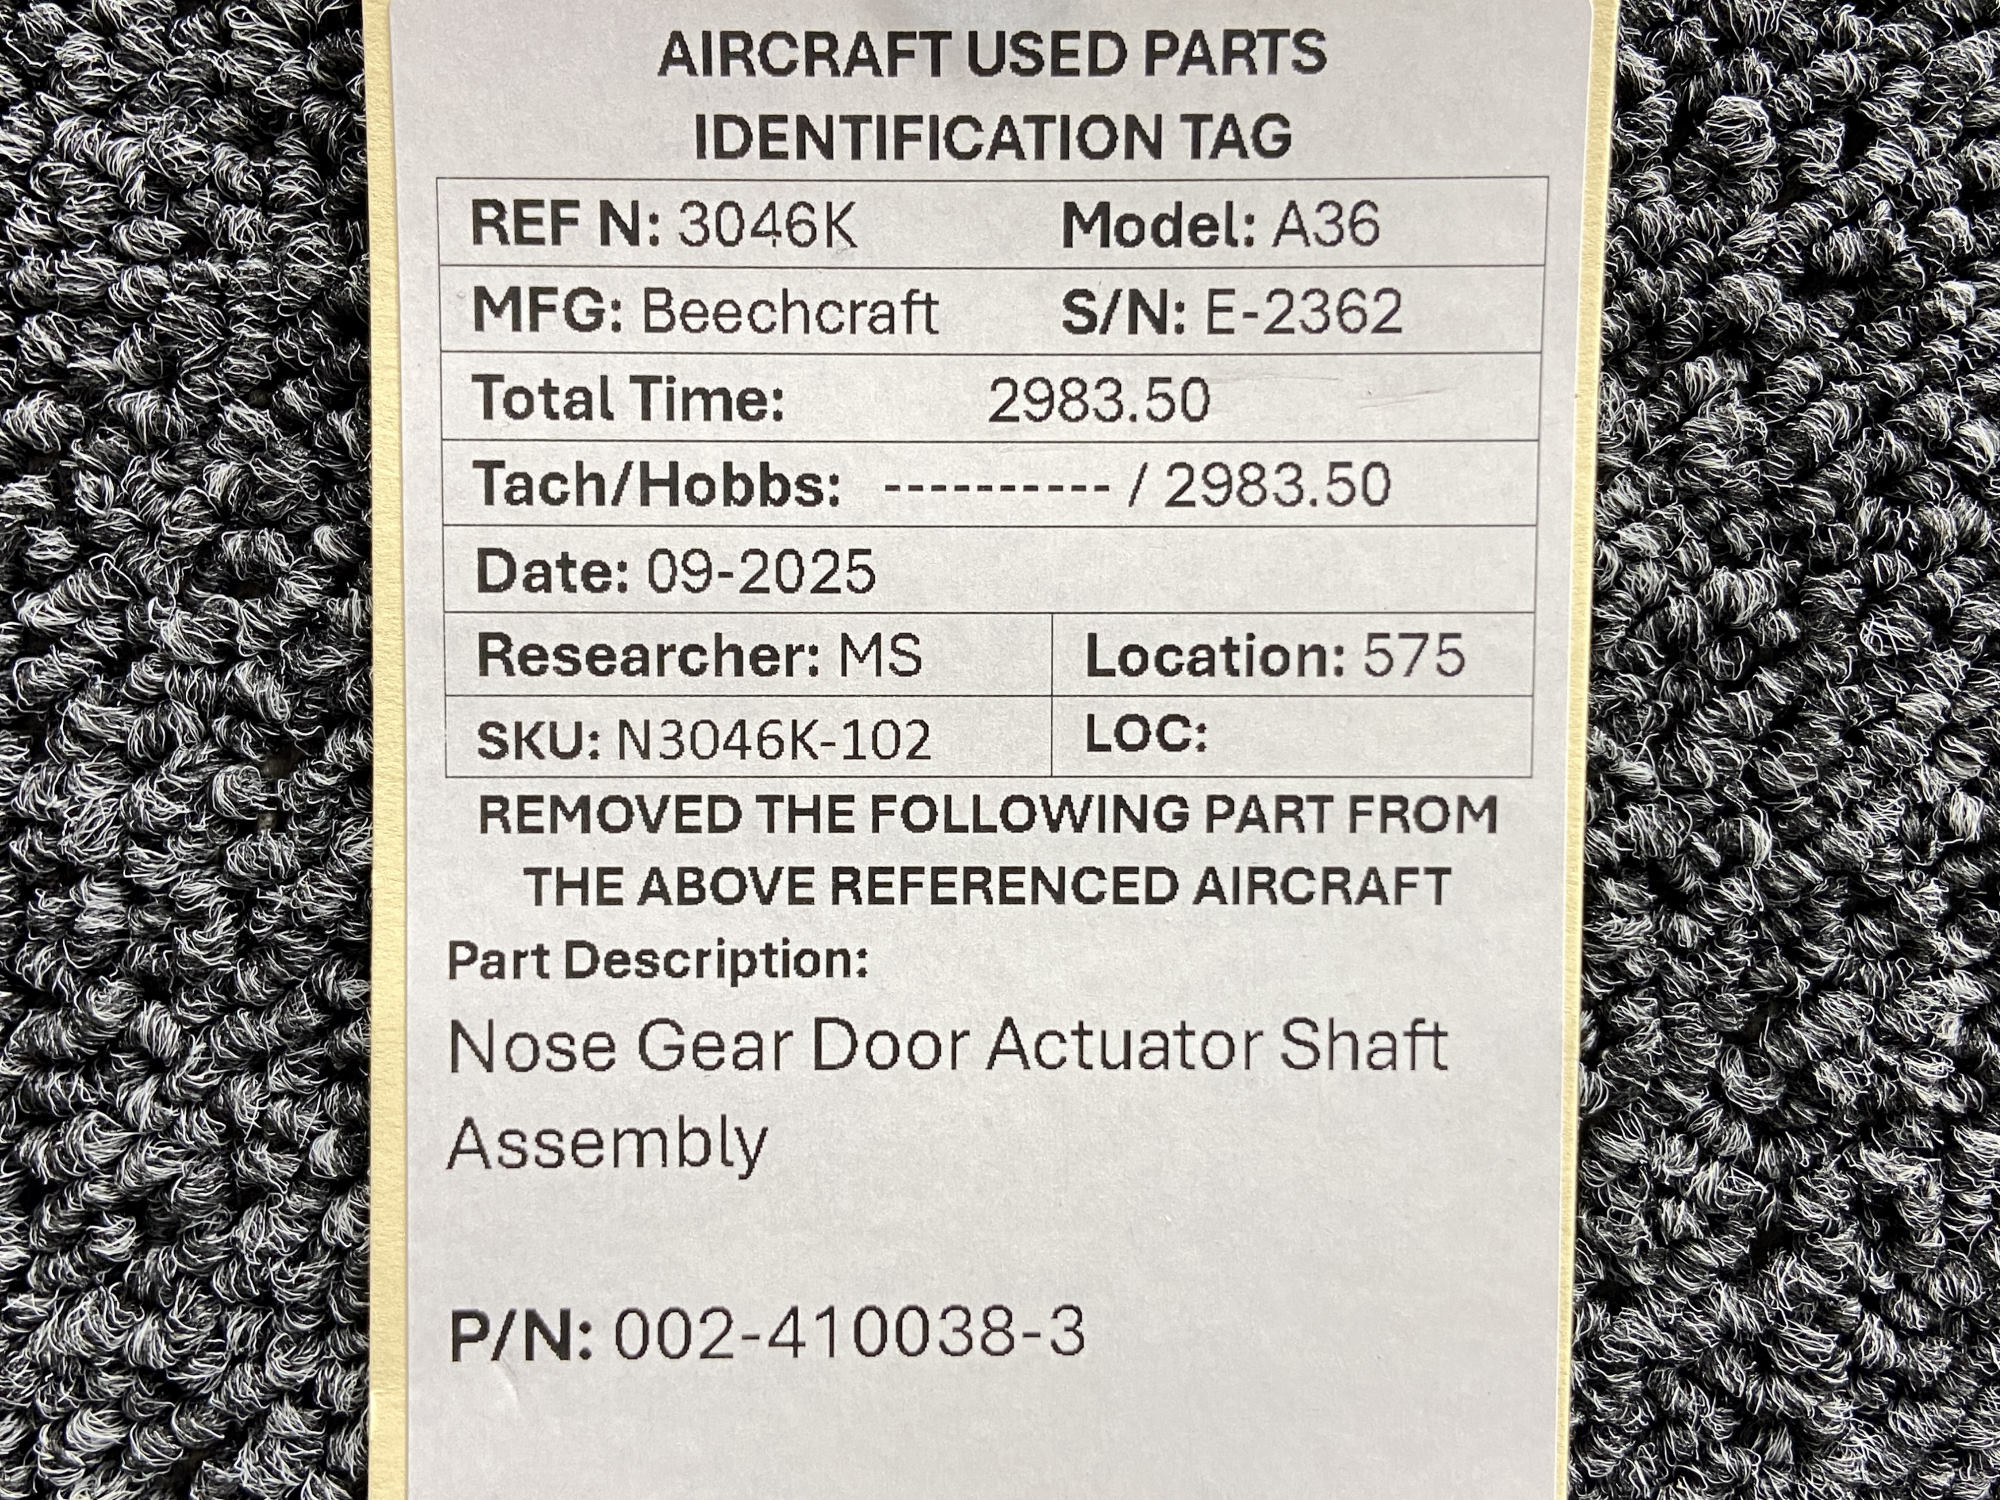 AIRCRAFT USED PARTS
IDENTIFICATION TAG
REF N: 3046K Model: A36
MFG: Beechcraft S/N: E-2362
Total Time: 2983.50
Tach/Hobbs: ---------- / 2983.50
Date: 09-2025
Researcher: MS Location: 575
SKU: N3046K-102 LOC:
REMOVED THE FOLLOWING PART FROM
THE ABOVE REFERENCED AIRCRAFT
Part Description:
Nose Gear Door Actuator Shaft
Assembly
P/N: 002-410038-3